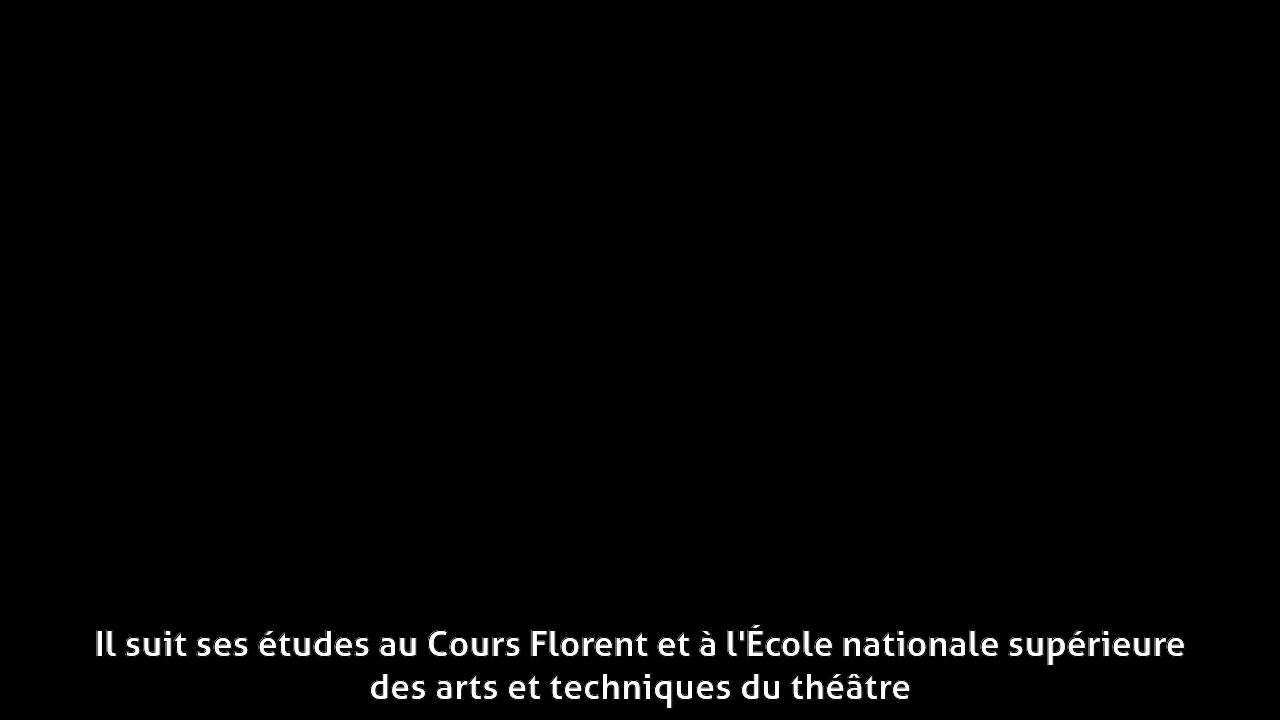 Il suit ses études au Cours Florent et à l'École nationale supérieure
des arts et techniques du théâtre